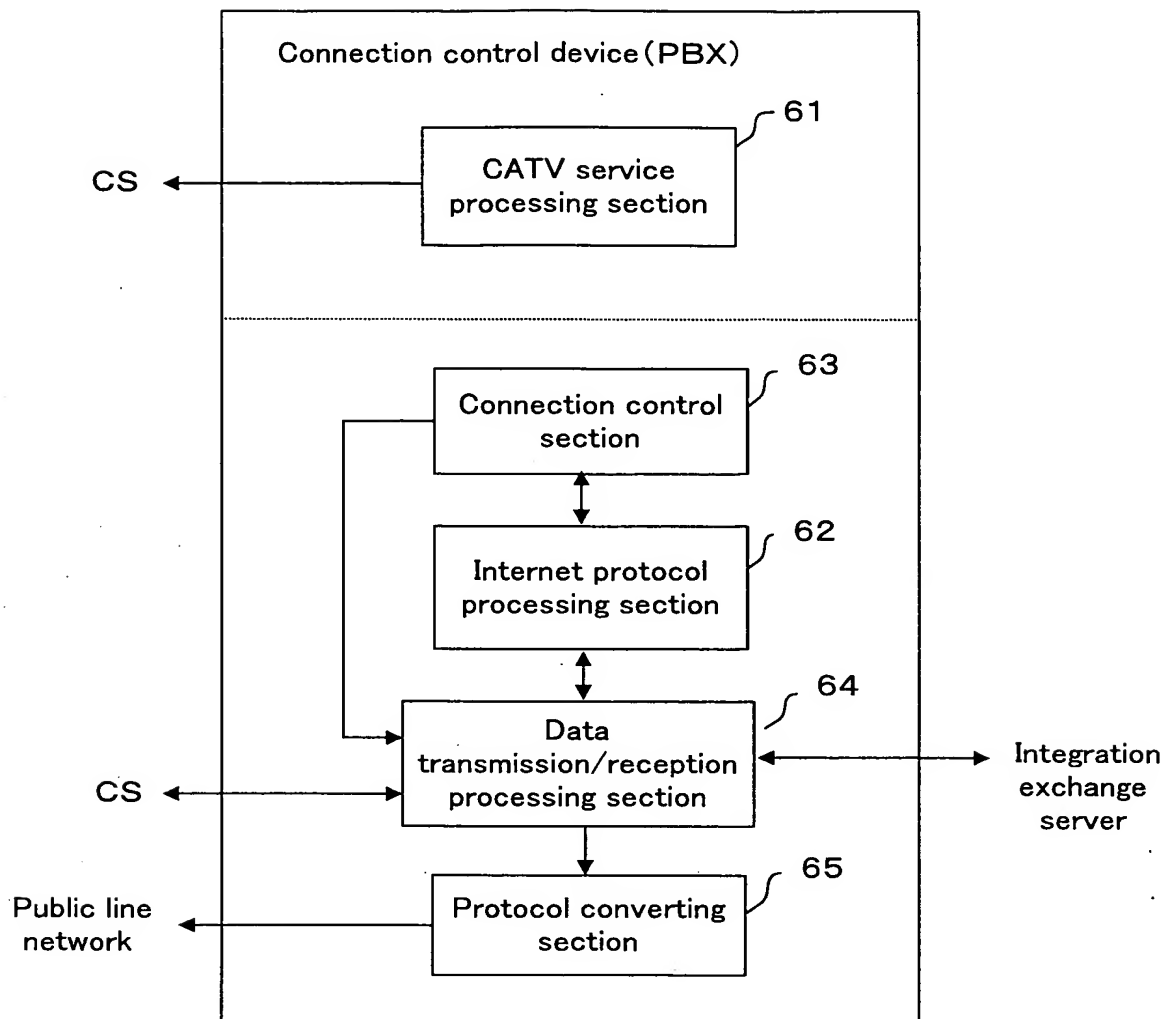 Connection control device(PBX)
61
CATV service
processing section
CS
63
Connection control
section
62
Internet protocol
processing section
64
Data
transmission/reception
processing section
CS
Integration
exchange
server
65
Protocol converting
section
Public line
network